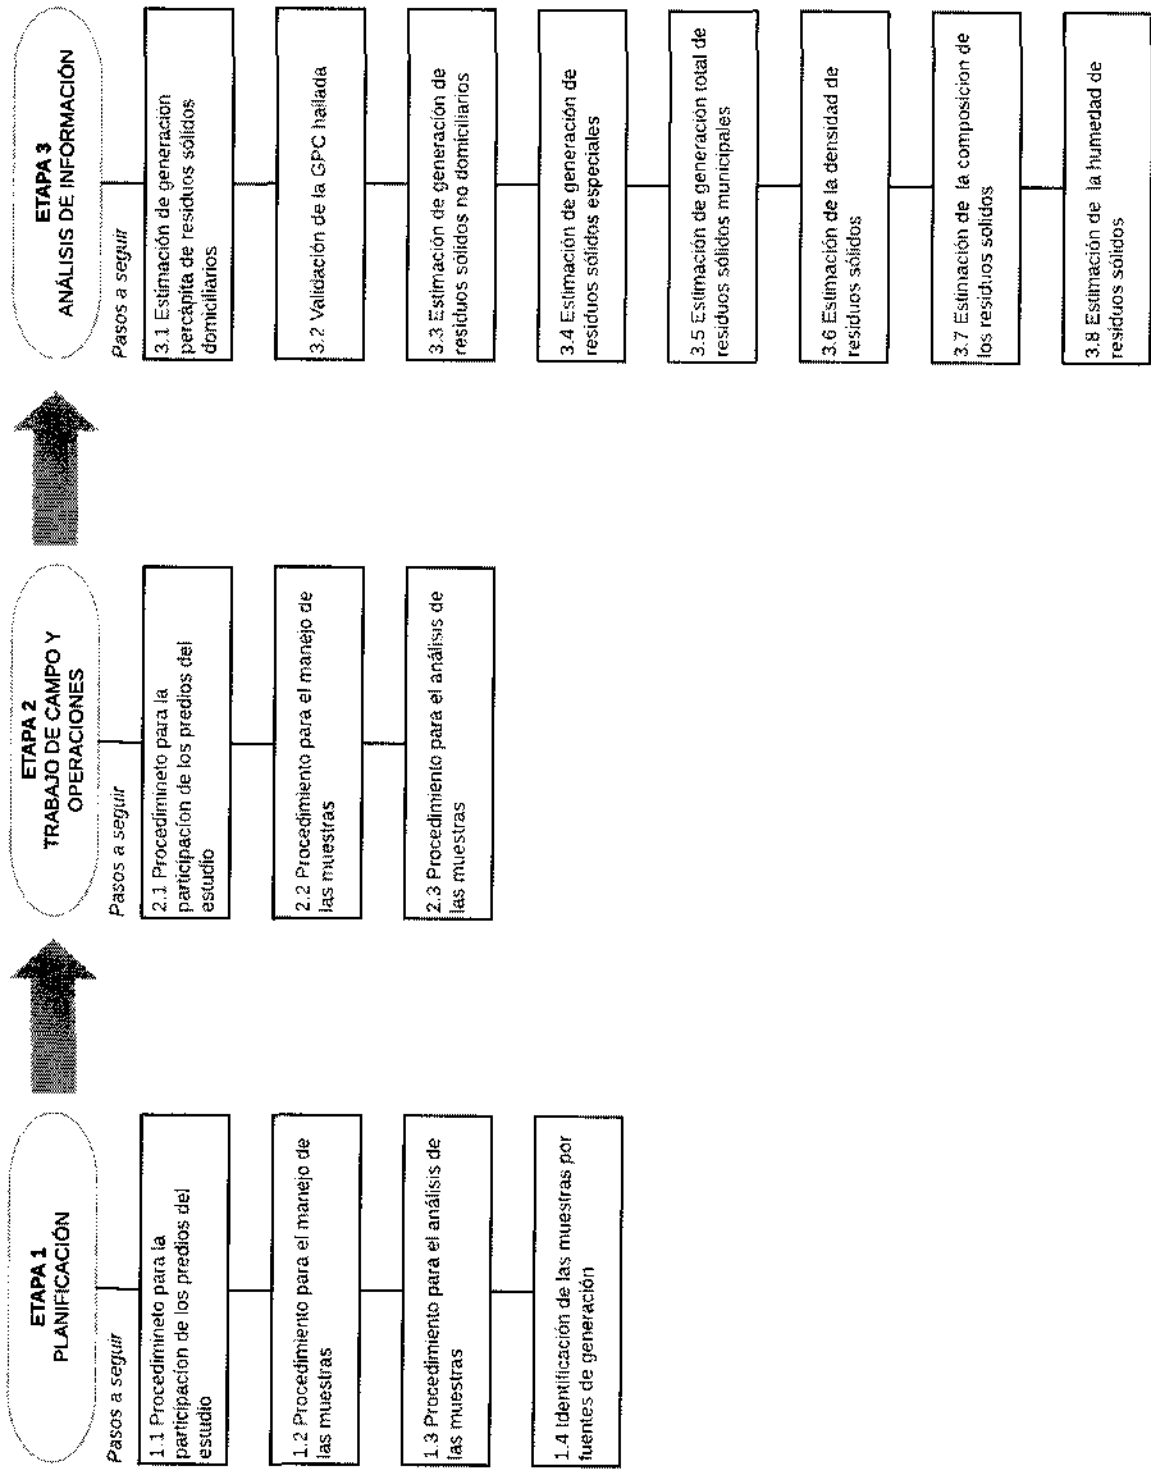 ETAPA 1
PLANIFICACIÓN
Pasos a seguir
1.1 Procedimineto para la
participación de los predios del
estudio
1.2 Procedimiento para el manejo de
las muestras
1.3 Procedimiento para el análisis de
las muestras
1.4 Identificación de las muestras por
fuentes de generación
ETAPA 2
TRABAJO DE CAMPO Y
OPERACIONES
Pasos a seguir
2.1 Procedimineto para la
participación de los predios del
estudio
2.2 Procedimiento para el manejo de
las muestras
2.3 Procedimiento para el análisis de
las muestras
ETAPA 3
ANÁLISIS DE INFORMACIÓN
Pasos a seguir
3.1 Estimación de generación
percápita de residuos sólidos
domiciliarios
3.2 Validación de la GPC hallada
3.3 Estimación de generación de
residuos solidos no domiciliarios
3.4 Estimación de generación de
residuos sólidos especiales
3.5 Estimación de generación total de
residuos sólidos municipales
3.6 Estimación de la densidad de
residuos sólidos
3.7 Estimación de la composicion de
los residuos solidos
3.8 Estimación de la humedad de
residuos sólidos